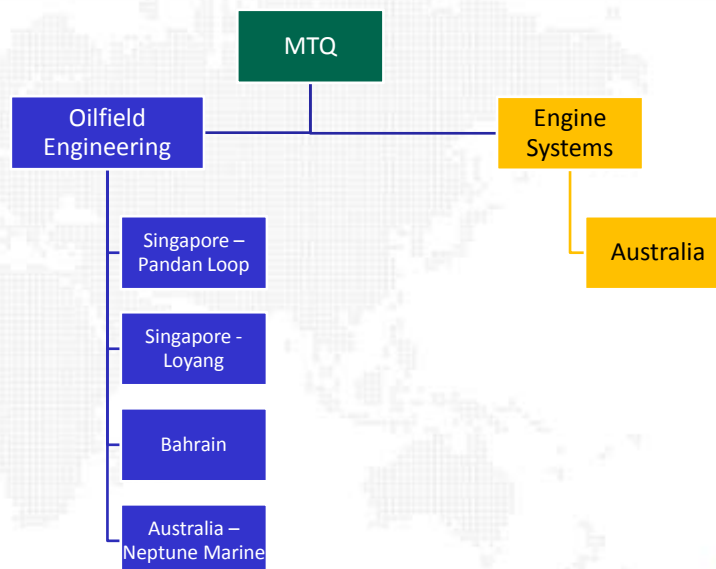 MTQ
Oilfield
Engineering
Engine
Systems
Singapore –
Pandan Loop
Australia
Singapore -
Loyang
Bahrain
Australia –
Neptune Marine